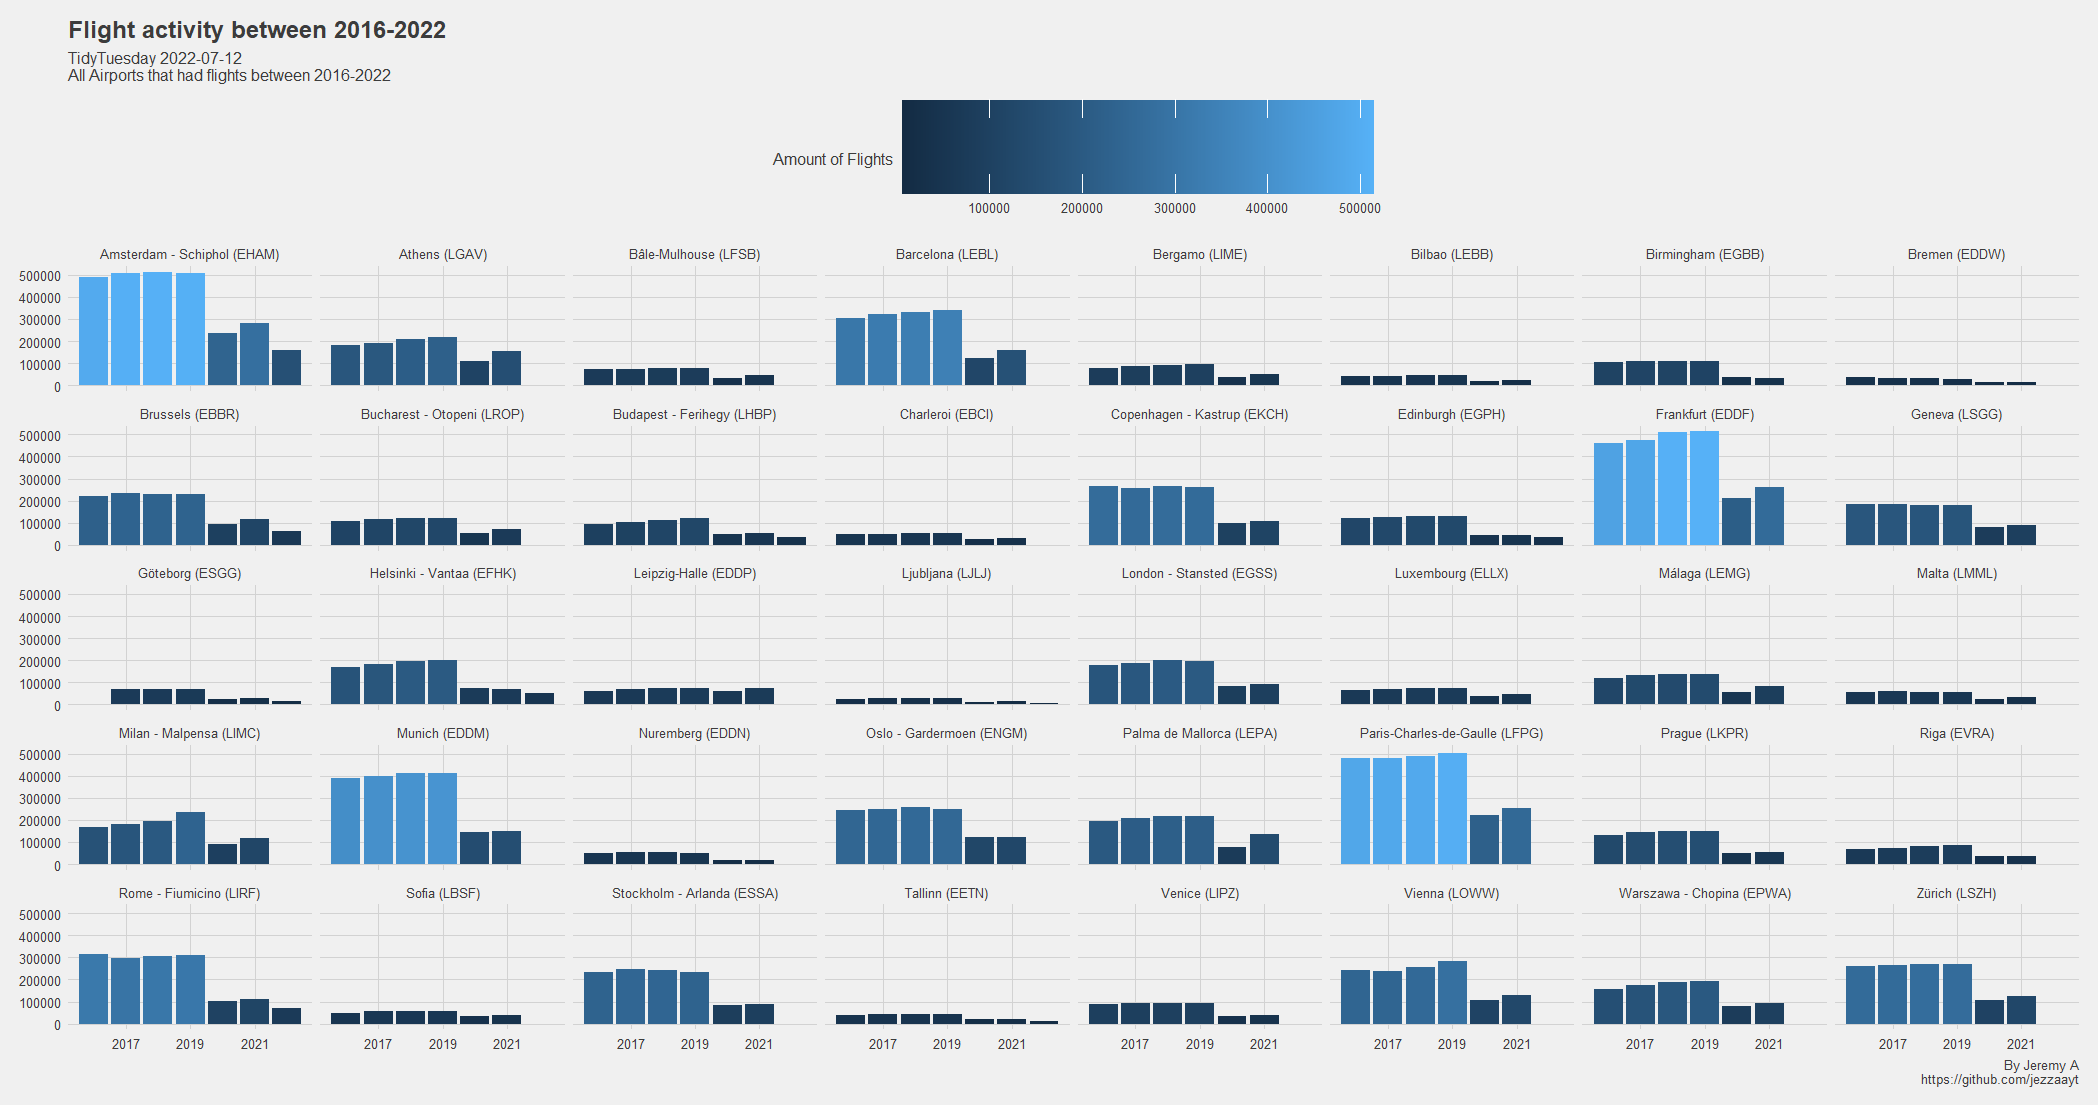 Flight activity between 2016-2022
TidyTuesday 2022-07-12
All Airports that had flights between 2016-2022
Amount of Flights
100000 200000 300000 400000 500000
Amsterdam - Schiphol (EHAM) Athens (LGAV) Bâle-Mulhouse (LFSB) Barcelona (LEBL) Bergamo (LIME) Bilbao (LEBB) Birmingham (EGBB) Bremen (EDDW)
500000
400000
300000
200000
100000
0
Brussels (EBBR) Bucharest - Otopeni (LROP) Budapest - Ferihegy (LHBP) Charleroi (EBCI) Copenhagen - Kastrup (EKCH) Edinburgh (EGPH) Frankfurt (EDDF) Geneva (LSGG)
500000
400000
300000
200000
100000
0
Göteborg (ESGG) Helsinki - Vantaa (EFHK) Leipzig-Halle (EDDP) Ljubljana (LJLJ) London - Stansted (EGSS) Luxembourg (ELLX) Málaga (LEMG) Malta (LMML)
500000
400000
300000
200000
100000
0
Milan - Malpensa (LIMC) Munich (EDDM) Nuremberg (EDDN) Oslo - Gardermoen (ENGM) Palma de Mallorca (LEPA) Paris-Charles-de-Gaulle (LFPG) Prague (LKPR) Riga (EVRA)
500000
400000
300000
200000
100000
0
Rome - Fiumicino (LIRF) Sofia (LBSF) Stockholm - Arlanda (ESSA) Tallinn (EETN) Venice (LIPZ) Vienna (LOWW) Warszawa - Chopina (EPWA) Zürich (LSZH)
500000
400000
300000
200000
100000
0
2017 2019 2021 2017 2019 2021 2017 2019 2021 2017 2019 2021 2017 2019 2021 2017 2019 2021 2017 2019 2021 2017 2019 2021
By Jeremy A
https://github.com/jezzaayt